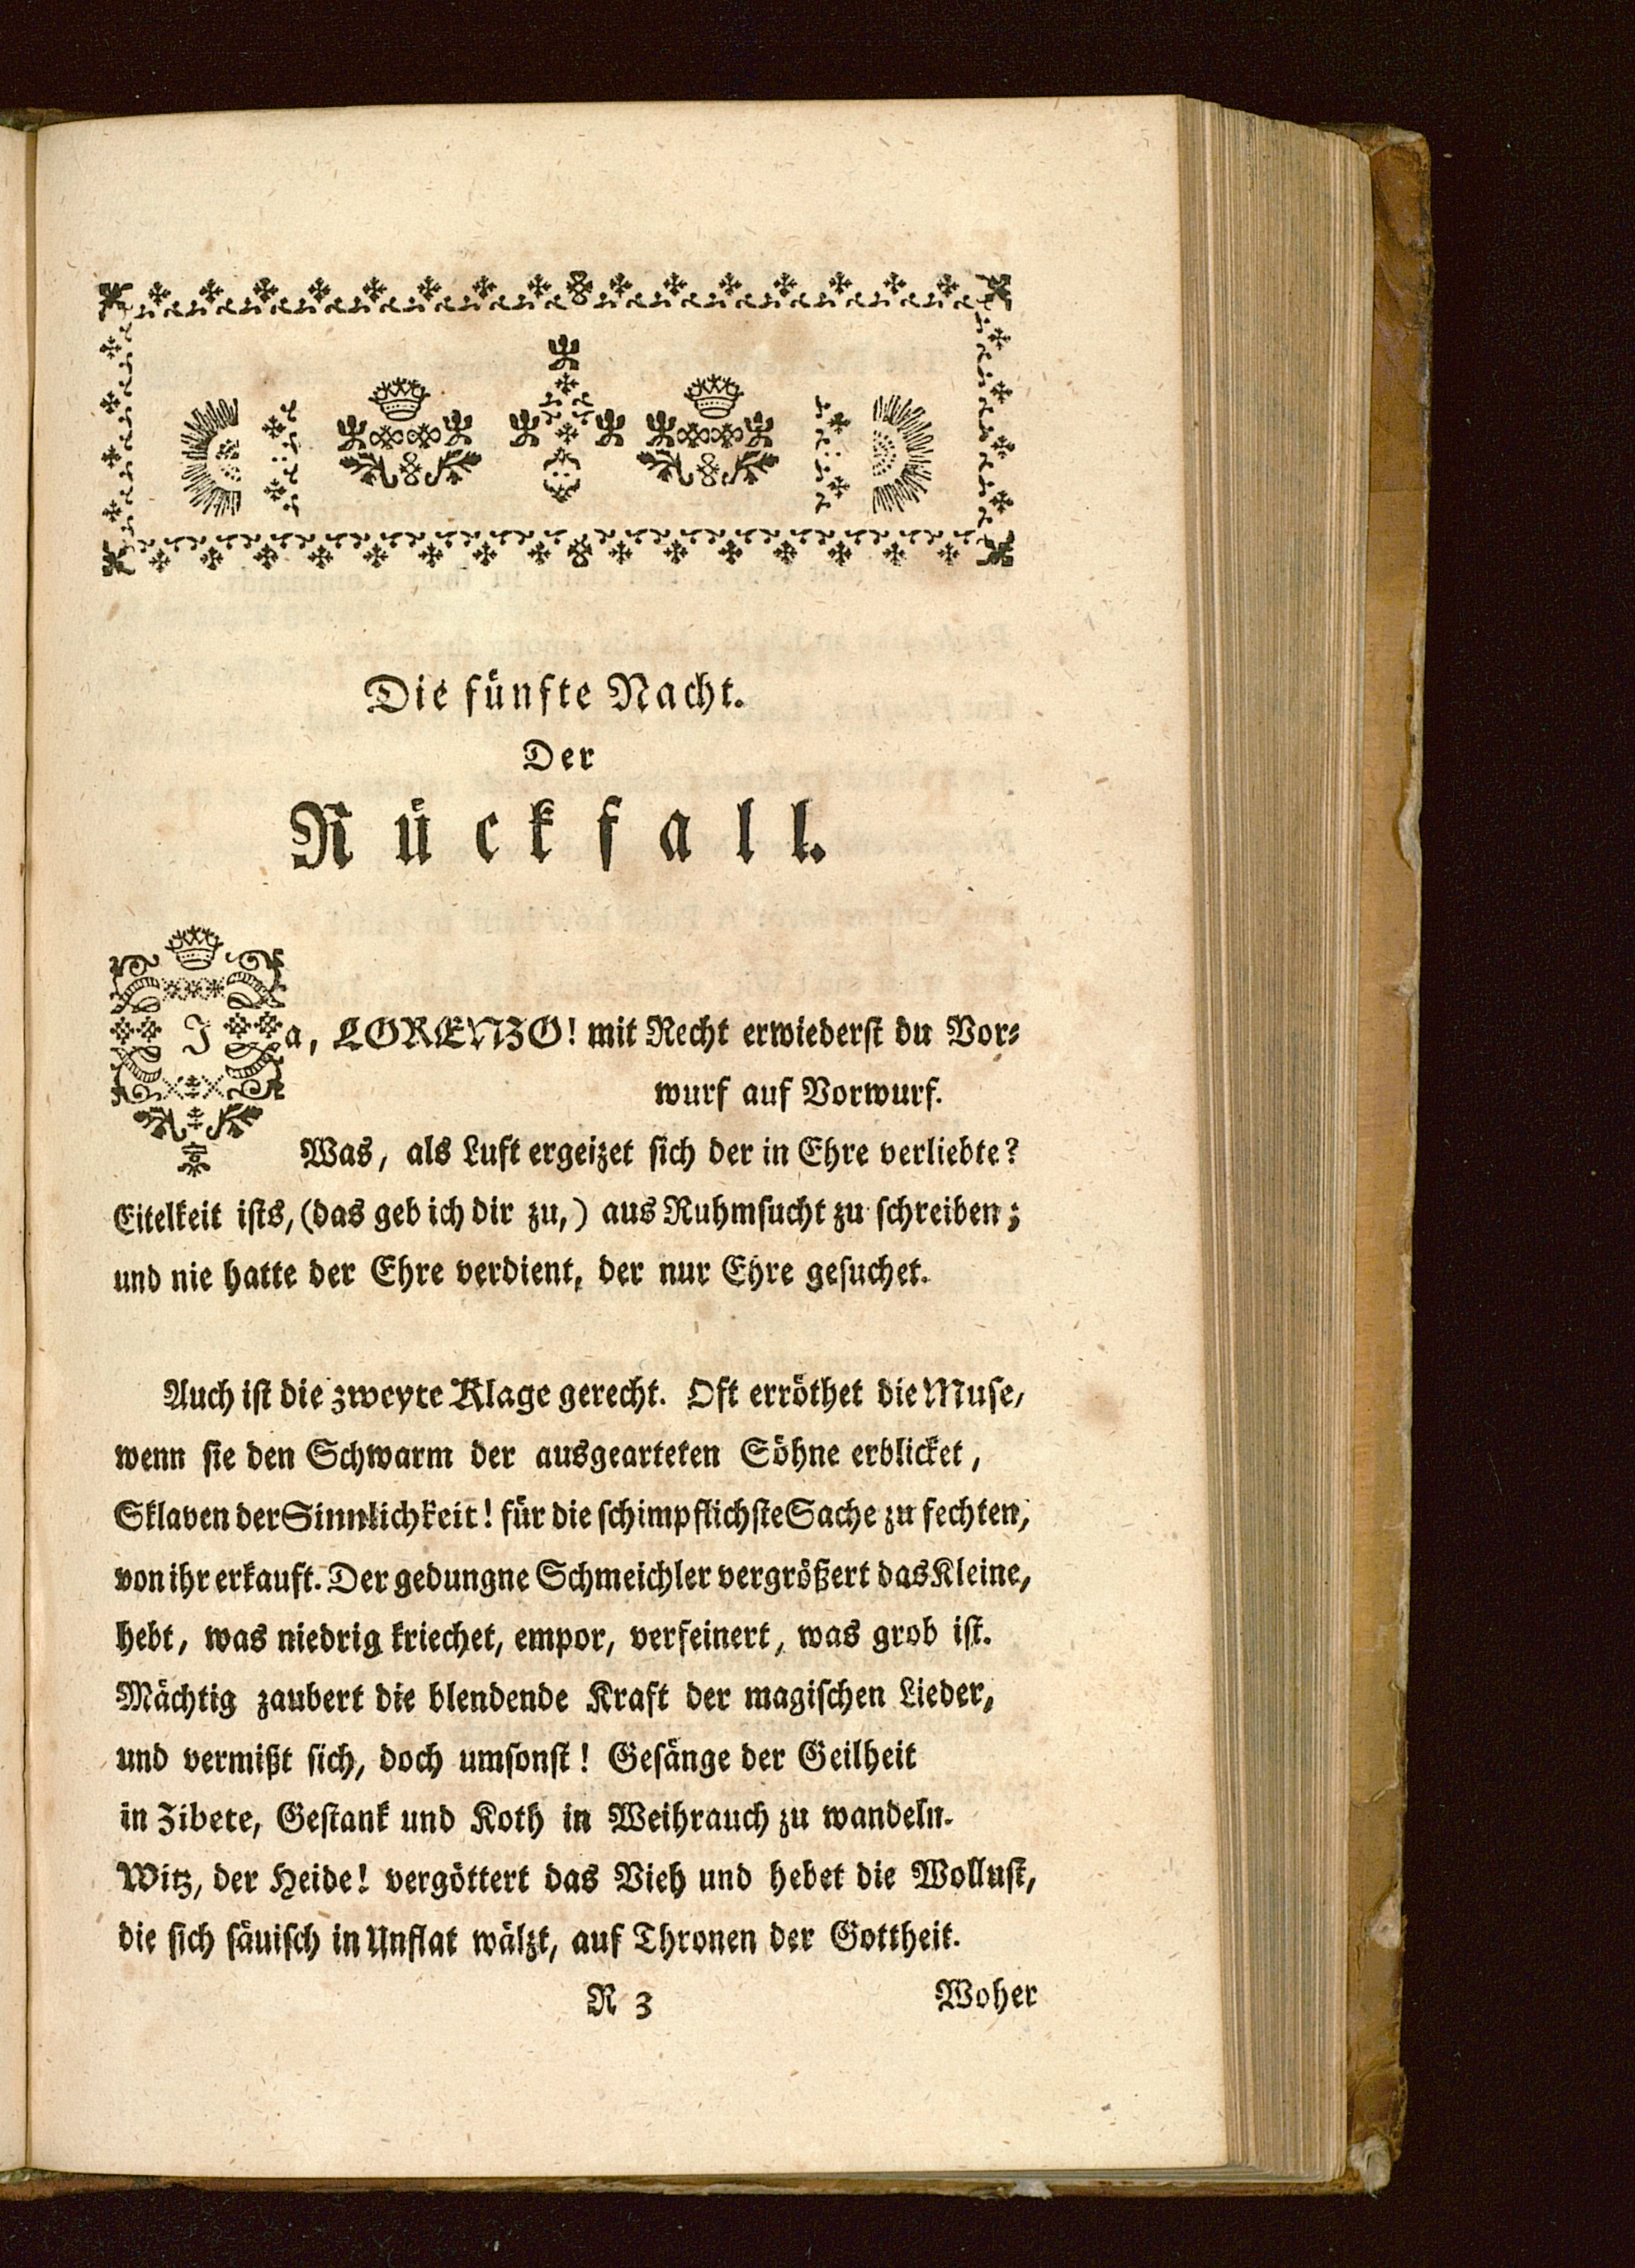 Die fünfte Nacht.
Der
Rückfall.
Ja, LORENZO! mit Recht erwiederst du Vor⸗
wurf auf Vorwurf.
Was, als Luft ergeizet sich der in Ehre verliebte?
Eitelkeit ists, (das geb ich dir zu,) aus Ruhmsucht zu schreiben;
und nie hatte der Ehre verdient, der nur Ehre gesuchet.
Auch ist die zweyte Klage gerecht. Oft erröthet die Muse,
wenn sie den Schwarm der ausgearteten Söhne erblicket,
Sklaven der Sinnlichkeit! für die schimpflichste Sache zu fechten,
von ihr erkauft. Der gedungne Schmeichler vergrößert das Kleine,
hebt, was niedrig kriechet, empor, verfeinert, was grob ist.
Mächtig zaubert die blendende Kraft der magischen Lieder,
und vermißt sich, doch umsonst! Gesänge der Geilheit
in Zibete, Gestank und Koth in Weihrauch zu wandeln.
Witz, der Heide! vergöttert das Vieh und hebet die Wollust,
die sich säuisch in Unflat wälzt, auf Thronen der Gottheit.
R 3
Woher